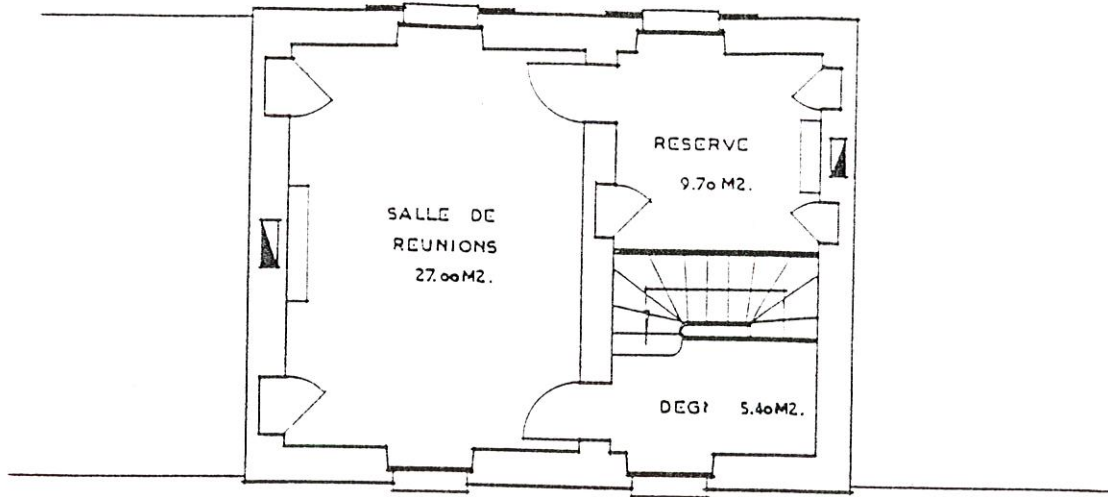 RESERVE
9.70 M2.
SALLE DE
REUNIONS
27.00 M2.
DEGT 5.40 M2.